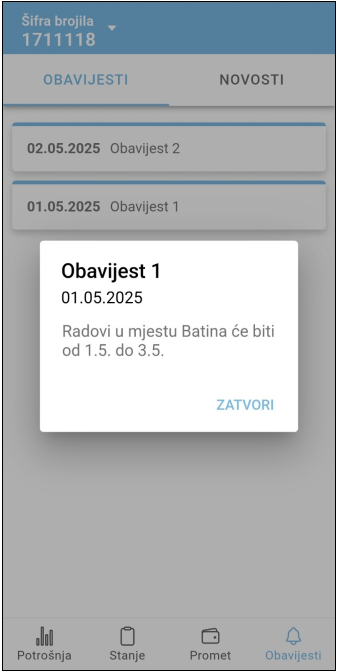 Šifra brojila
1711118
OBAVIJESTI NOVOSTI
02.05.2025 Obavijest 2
01.05.2025 Obavijest 1
Obavijest 1
01.05.2025
Radovi u mjestu Batina će biti
od 1.5. do 3.5.
ZATVORI
Potrošnja Stanje Promet Obavijesti